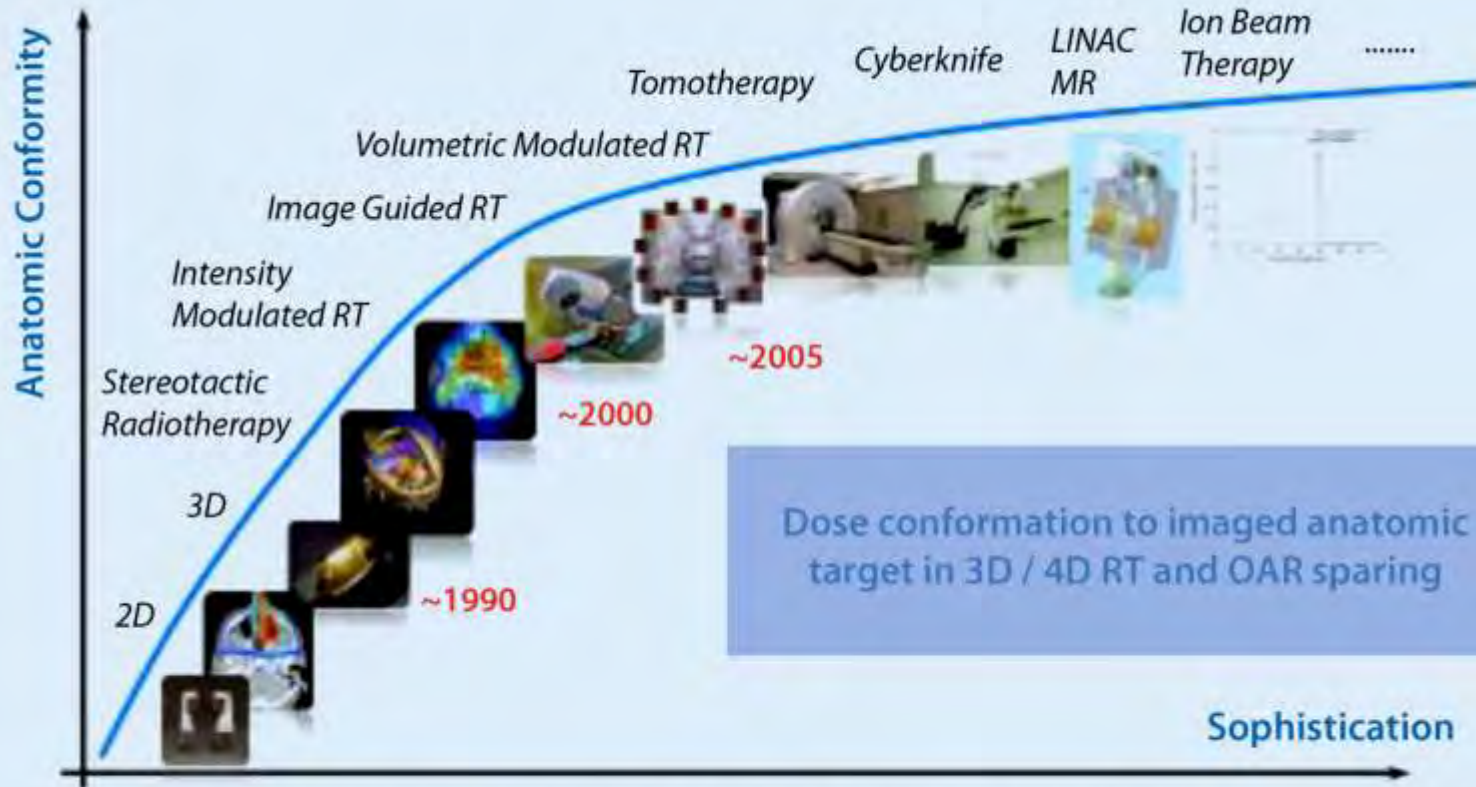 Anatomic Conformity
Ion Beam
Therapy
.......
LINAC
MR
Cyberknife
Tomotherapy
Volumetric Modulated RT
Image Guided RT
Intensity
Modulated RT
Stereotactic
Radiotherapy
3D
2D
~2005
~2000
~1990
Dose conformation to imaged anatomic
target in 3D / 4D RT and OAR sparing
Sophistication